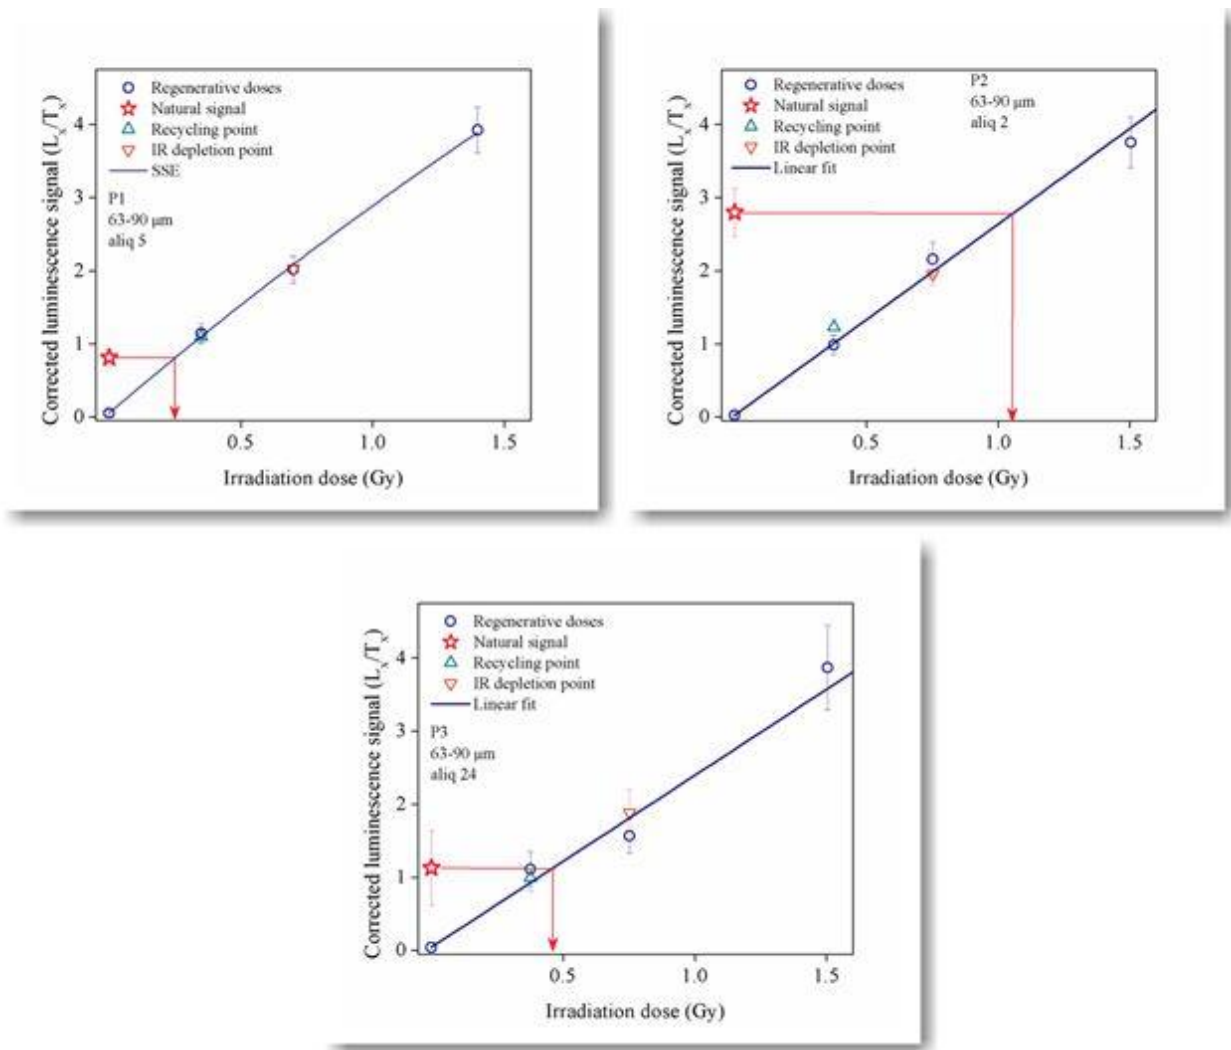 Regenerative doses
Natural signal
Recycling point
IR depletion point
SSE
P1
63-90 μm
aliq 5
Corrected luminescence signal (Lx/Tx)
4
3
2
1
0
0.5 1.0 1.5
Irradiation dose (Gy)
Regenerative doses
Natural signal
Recycling point
IR depletion point
Linear fit
P2
63-90 μm
aliq 2
Corrected luminescence signal (Lx/Tx)
4
3
2
1
0
0.5 1.0 1.5
Irradiation dose (Gy)
Regenerative doses
Natural signal
Recycling point
IR depletion point
Linear fit
P3
63-90 μm
aliq 24
Corrected luminescence signal (Lx/Tx)
4
3
2
1
0
0.5 1.0 1.5
Irradiation dose (Gy)